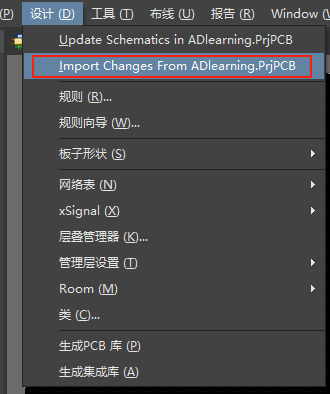 (P) 设计 (D) 工具 (T) 布线 (U) 报告 (R) Window (
Update Schematics in ADlearning.PrjPCB
Import Changes From ADlearning.PrjPCB
规则 (R)...
规则向导 (W)...
板子形状 (S)
网络表 (N)
xSignal (X)
层叠管理器 (K)...
管理层设置 (T)
Room (M)
类 (C)...
生成PCB 库 (P)
生成集成库 (A)